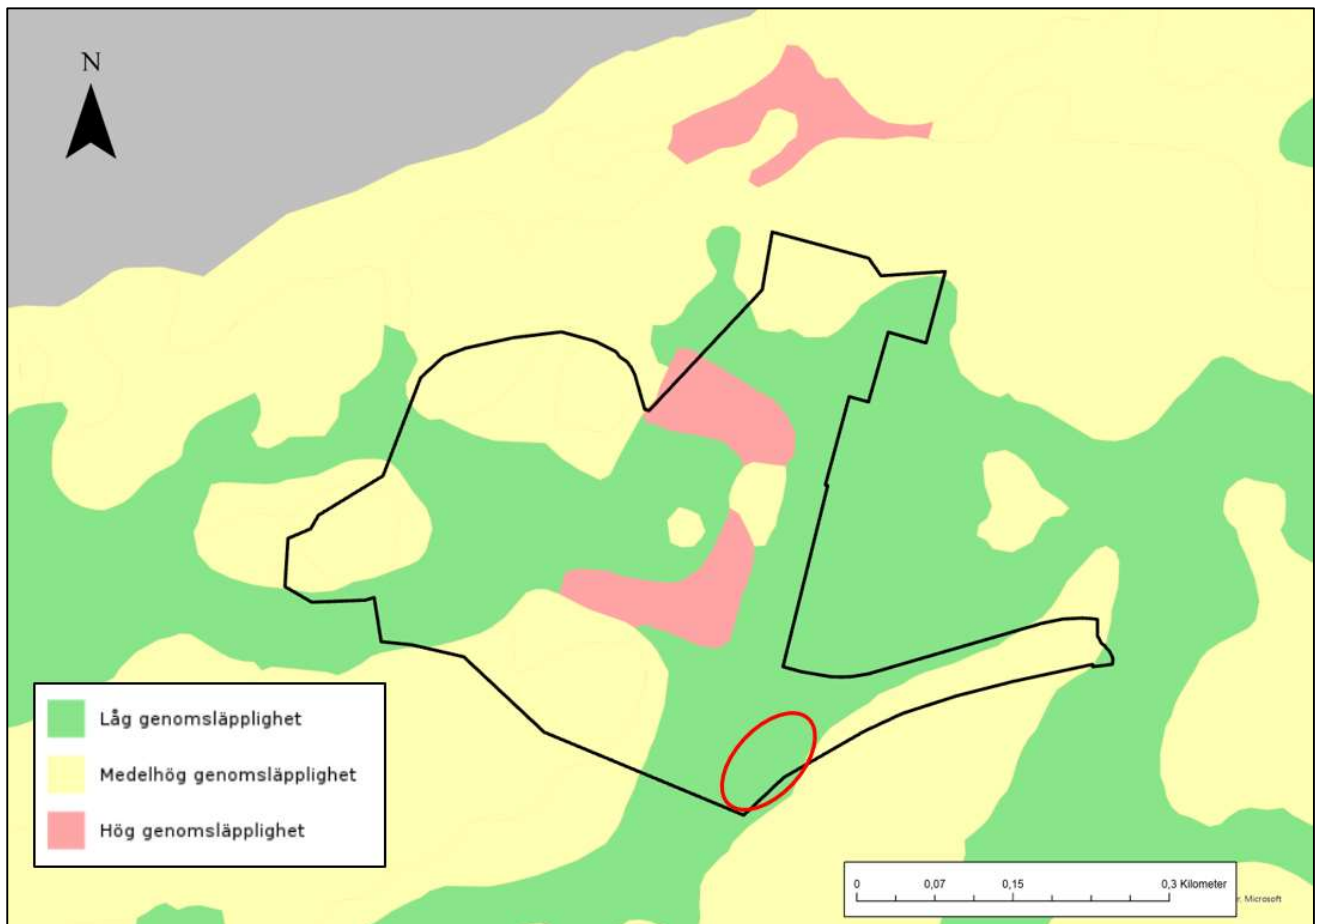 N
Låg genomsläpplighet
Medelhög genomsläpplighet
Hög genomsläpplighet
0 0,07 0,15 0,3 Kilometer
Microsoft